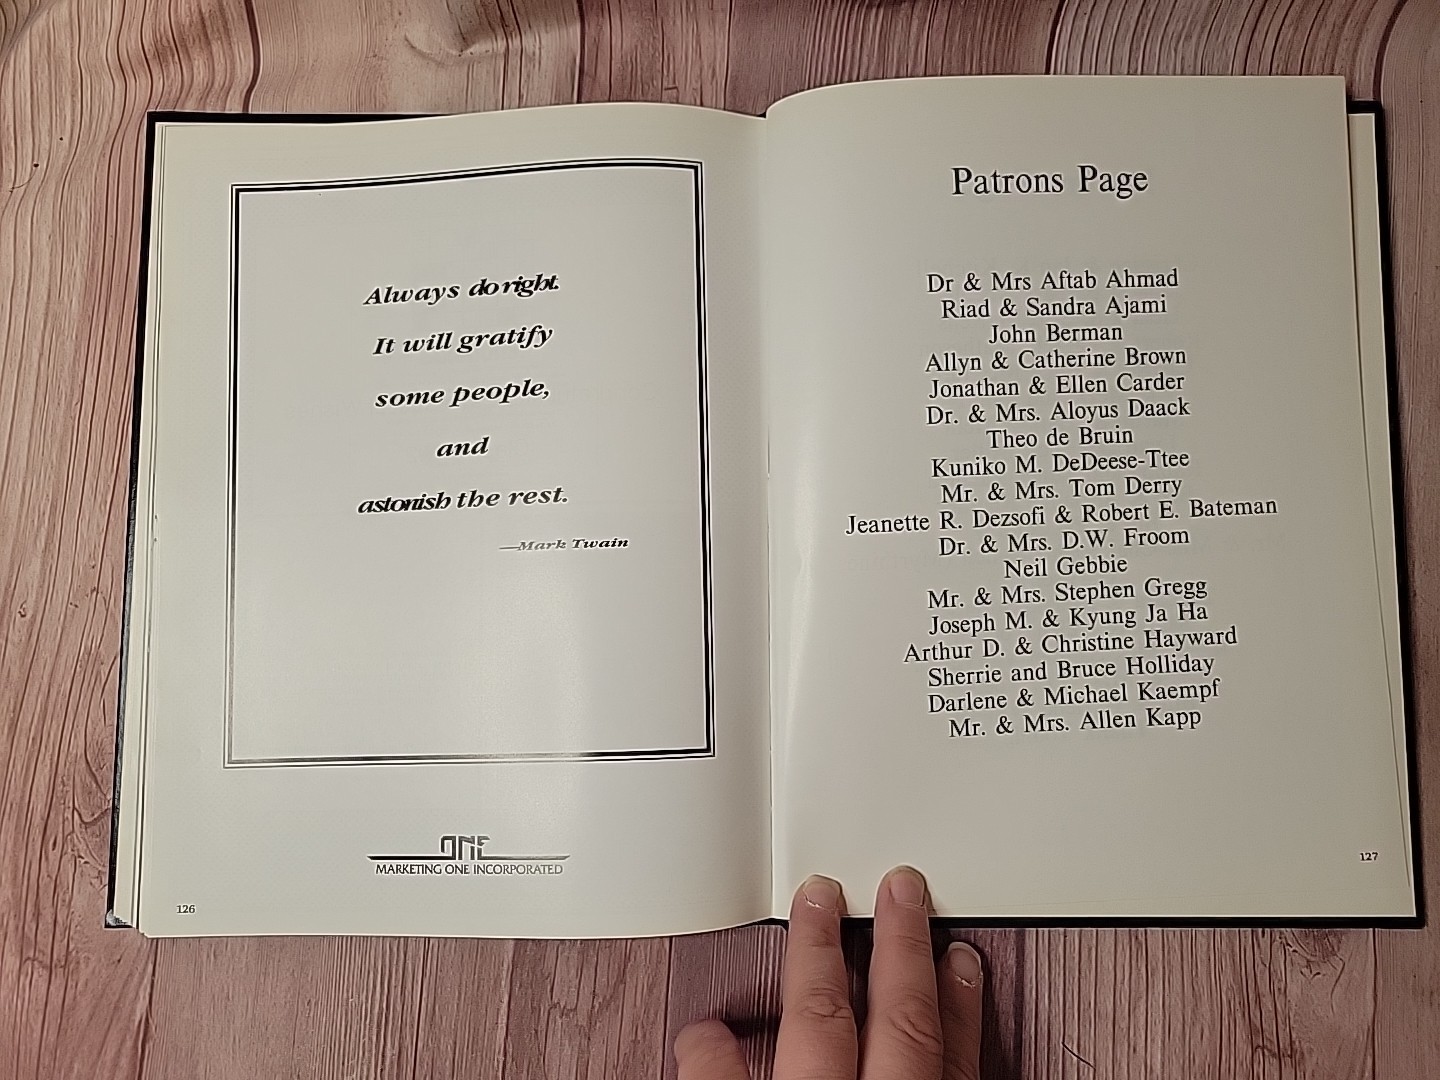 Always do right.
It will gratify
some people,
and
astonish the rest.
—Mark Twain
ONE
MARKETING ONE INCORPORATED
126
Patrons Page
Dr & Mrs Aftab Ahmad
Riad & Sandra Ajami
John Berman
Allyn & Catherine Brown
Jonathan & Ellen Carder
Dr. & Mrs. Aloyus Daack
Theo de Bruin
Kuniko M. DeDeese-Ttee
Mr. & Mrs. Tom Derry
Jeanette R. Dezsofi & Robert E. Bateman
Dr. & Mrs. D.W. Froom
Neil Gebbie
Mr. & Mrs. Stephen Gregg
Joseph M. & Kyung Ja Ha
Arthur D. & Christine Hayward
Sherrie and Bruce Holliday
Darlene & Michael Kaempf
Mr. & Mrs. Allen Kapp
127